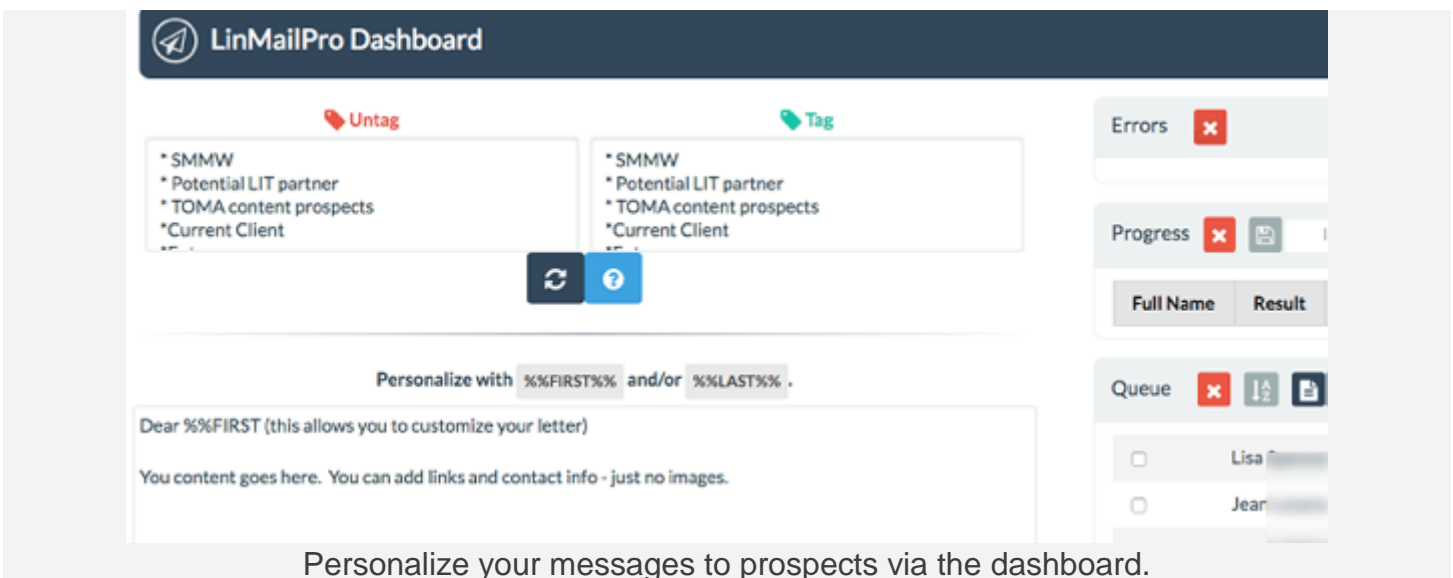 LinMailPro Dashboard
Untag
* SMMW
* Potential LIT partner
* TOMA content prospects
*Current Client
Tag
* SMMW
* Potential LIT partner
* TOMA content prospects
*Current Client
Personalize with %%FIRST%% and/or %%LAST%% .
Dear %%FIRST (this allows you to customize your letter)
You content goes here. You can add links and contact info - just no images.
Errors
Progress
Full Name Result
Queue
Lisa
Jean
Personalize your messages to prospects via the dashboard.